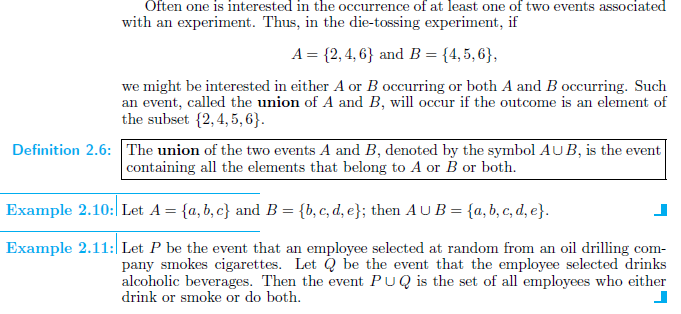 Often one is interested in the occurrence of at least one of two events associated
with an experiment. Thus, in the die-tossing experiment, if
A = {2, 4, 6} and B = {4, 5, 6},
we might be interested in either A or B occurring or both A and B occurring. Such
an event, called the union of A and B, will occur if the outcome is an element of
the subset {2, 4, 5, 6}.
Definition 2.6: The union of the two events A and B, denoted by the symbol A∪B, is the event
containing all the elements that belong to A or B or both.
Example 2.10: Let A = {a, b, c} and B = {b, c, d, e}; then A ∪ B = {a, b, c, d, e}.
Example 2.11: Let P be the event that an employee selected at random from an oil drilling com-
pany smokes cigarettes. Let Q be the event that the employee selected drinks
alcoholic beverages. Then the event P ∪ Q is the set of all employees who either
drink or smoke or do both.